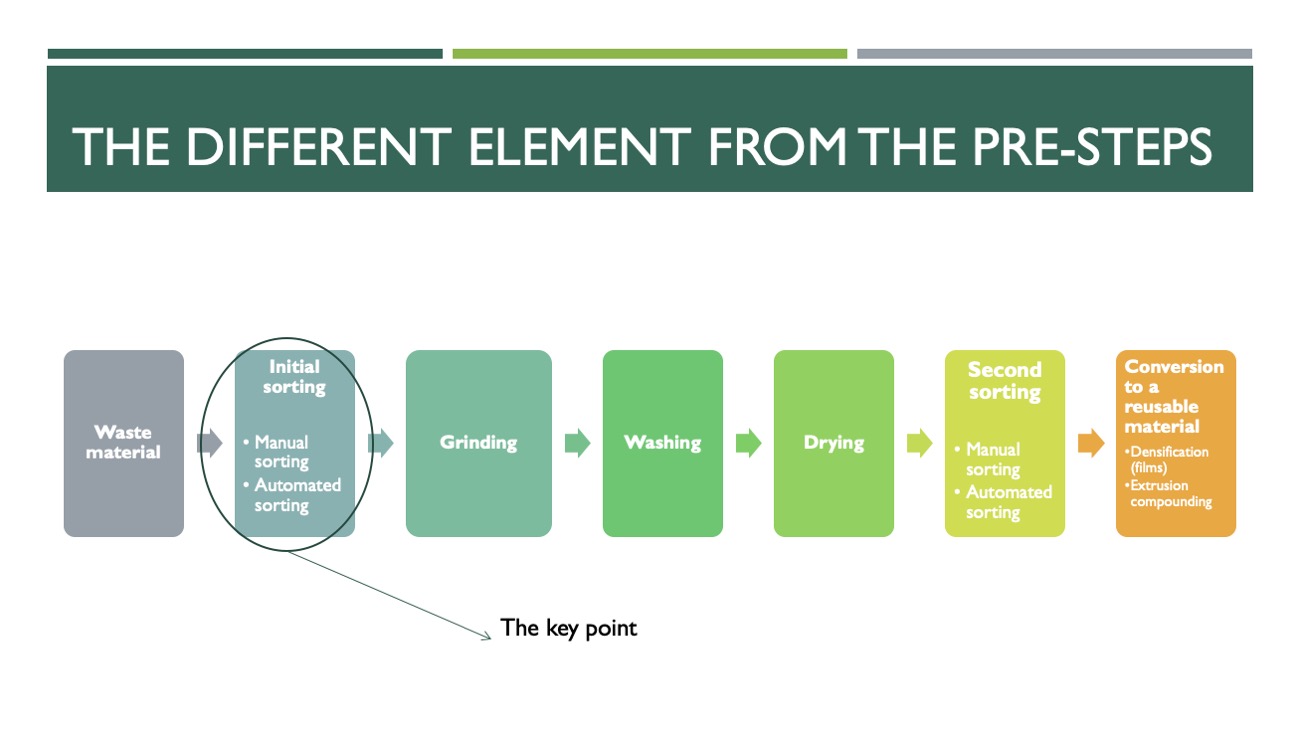 THE DIFFERENT ELEMENT FROM THE PRE-STEPS
Waste
material
Initial
sorting
• Manual
sorting
• Automated
sorting
Grinding
Washing
Drying
Second
sorting
• Manual
sorting
• Automated
sorting
Conversion
to a
reusable
material
•Densification
(films)
•Extrusion
compounding
The key point